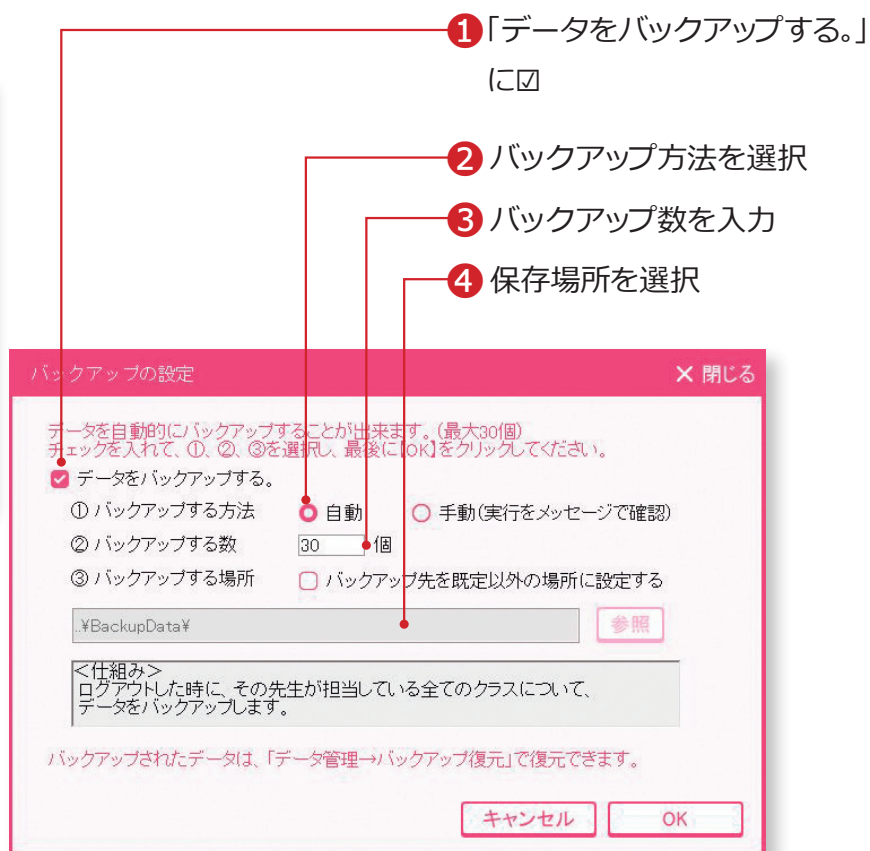 ❶「データをバックアップする。」
に☑
❷ バックアップ方法を選択
❸ バックアップ数を入力
❹ 保存場所を選択
バックアップの設定
✕ 閉じる
データを自動的にバックアップすることが出来ます。(最大30個)
チェックを入れて、①、②、③を選択し、最後に【OK】をクリックしてください。
データをバックアップする。
① バックアップする方法 自動 手動(実行をメッセージで確認)
② バックアップする数 30 個
③ バックアップする場所 バックアップ先を既定以外の場所に設定する
..¥BackupData¥ 参照
<仕組み>
ログアウトした時に、その先生が担当している全てのクラスについて、
データをバックアップします。
バックアップされたデータは、「データ管理→バックアップ復元」で復元できます。
キャンセル OK